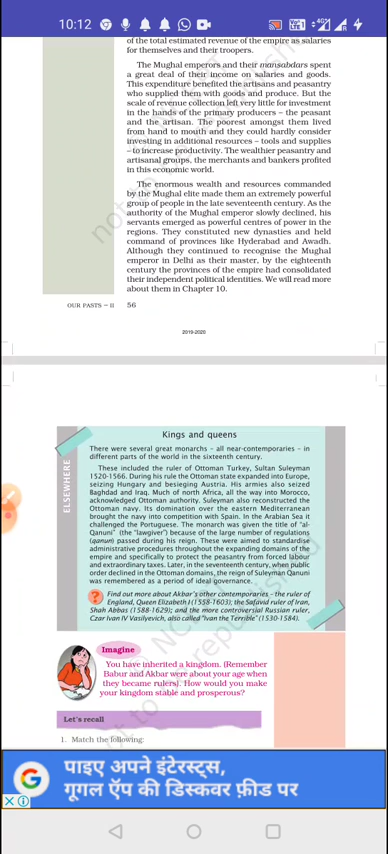 10:12
of the total estimated revenue of the empire as salaries
for themselves and their troopers.
The Mughal emperors and their mansabdars spent
a great deal of their income on salaries and goods.
This expenditure benefited the artisans and peasantry
who supplied them with goods and produce. But the
scale of revenue collection left very little for investment
in the hands of the primary producers – the peasant
and the artisan. The poorest amongst them lived
from hand to mouth and they could hardly consider
investing in additional resources – tools and supplies
– to increase productivity. The wealthier peasantry and
artisanal groups, the merchants and bankers profited
in this economic world.
The enormous wealth and resources commanded
by the Mughal elite made them an extremely powerful
group of people in the late seventeenth century. As the
authority of the Mughal emperor slowly declined, his
servants emerged as powerful centres of power in the
regions. They constituted new dynasties and held
command of provinces like Hyderabad and Awadh.
Although they continued to recognise the Mughal
emperor in Delhi as their master, by the eighteenth
century the provinces of the empire had consolidated
their independent political identities. We will read more
about them in Chapter 10.
OUR PASTS – II 56
2019-2020
ELSEWHERE
Kings and queens
There were several great monarchs – all near-contemporaries – in
different parts of the world in the sixteenth century.
These included the ruler of Ottoman Turkey, Sultan Suleyman
1520-1566. During his rule the Ottoman state expanded into Europe,
seizing Hungary and besieging Austria. His armies also seized
Baghdad and Iraq. Much of north Africa, all the way into Morocco,
acknowledged Ottoman authority. Suleyman also reconstructed the
Ottoman navy. Its domination over the eastern Mediterranean
brought the navy into competition with Spain. In the Arabian Sea it
challenged the Portuguese. The monarch was given the title of "al-
Qanuni" (the "lawgiver") because of the large number of regulations
(qanun) passed during his reign. These were aimed to standardise
administrative procedures throughout the expanding domains of the
empire and specifically to protect the peasantry from forced labour
and extraordinary taxes. Later, in the seventeenth century, when public
order declined in the Ottoman domains, the reign of Suleyman Qanuni
was remembered as a period of ideal governance.
? Find out more about Akbar's other contemporaries – the ruler of
England, Queen Elizabeth I (1558-1603); the Safavid ruler of Iran,
Shah Abbas (1588-1629); and the more controversial Russian ruler,
Czar Ivan IV Vasilyevich, also called "Ivan the Terrible" (1530-1584).
Imagine
You have inherited a kingdom. (Remember
Babur and Akbar were about your age when
they became rulers). How would you make
your kingdom stable and prosperous?
Let's recall
1. Match the following:
पाइए अपने इंटरेस्ट्स,
गूगल ऍप की डिस्कवर फ़ीड पर